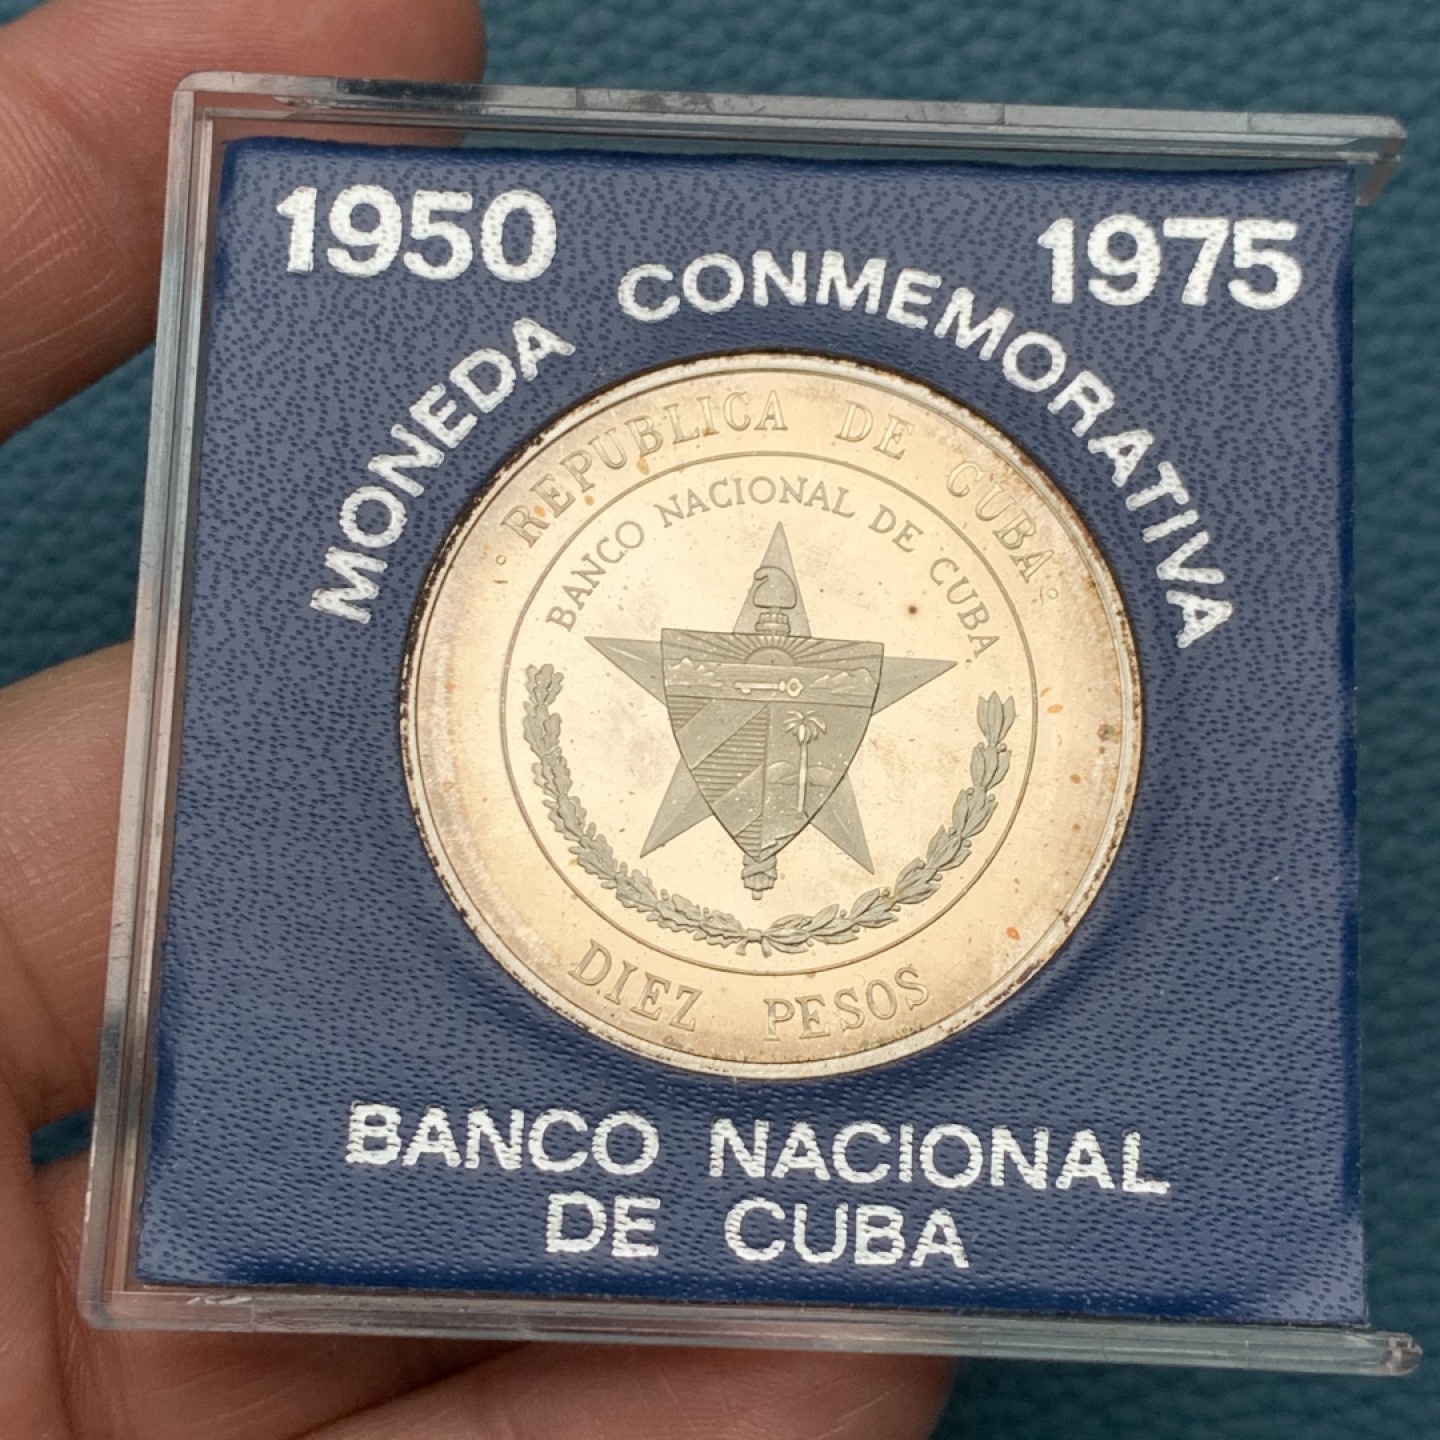 1950 1975
MONEDA CONMEMORATIVA
REPUBLICA DE CUBA
BANCO NACIONAL DE CUBA
DIEZ PESOS
BANCO NACIONAL
DE CUBA